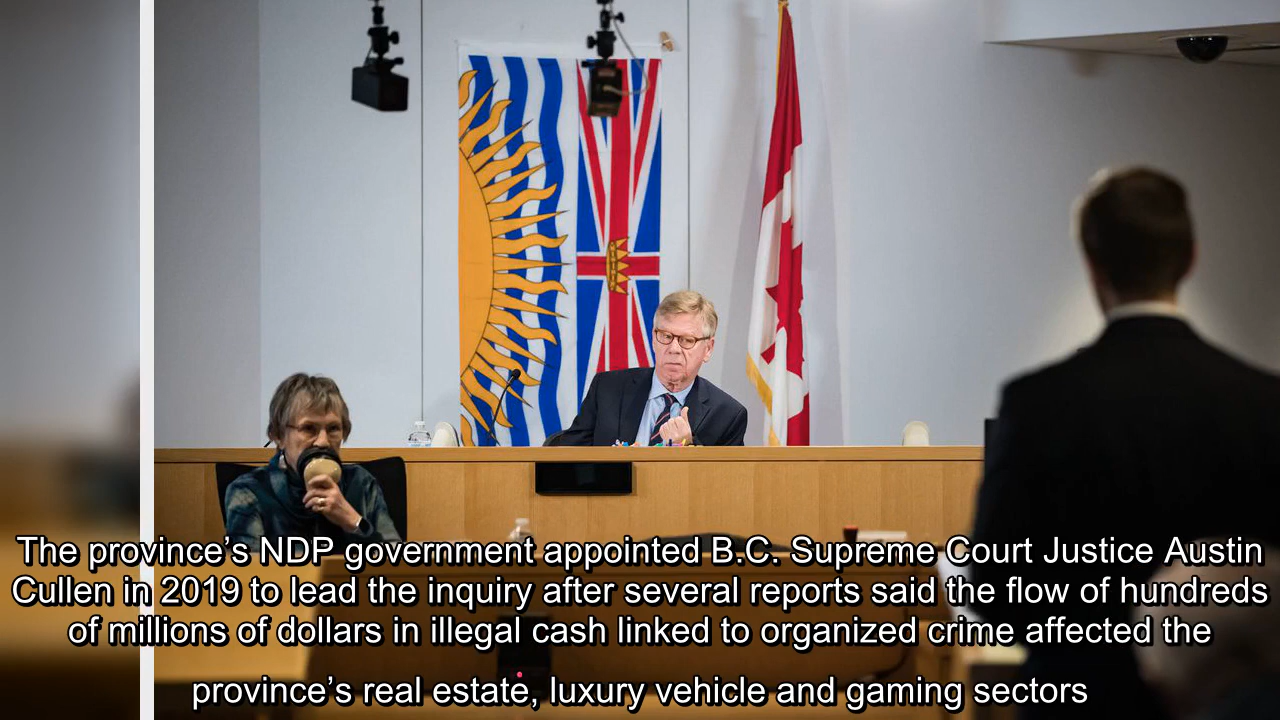 The province’s NDP government appointed B.C. Supreme Court Justice Austin
Cullen in 2019 to lead the inquiry after several reports said the flow of hundreds
of millions of dollars in illegal cash linked to organized crime affected the
province’s real estate, luxury vehicle and gaming sectors